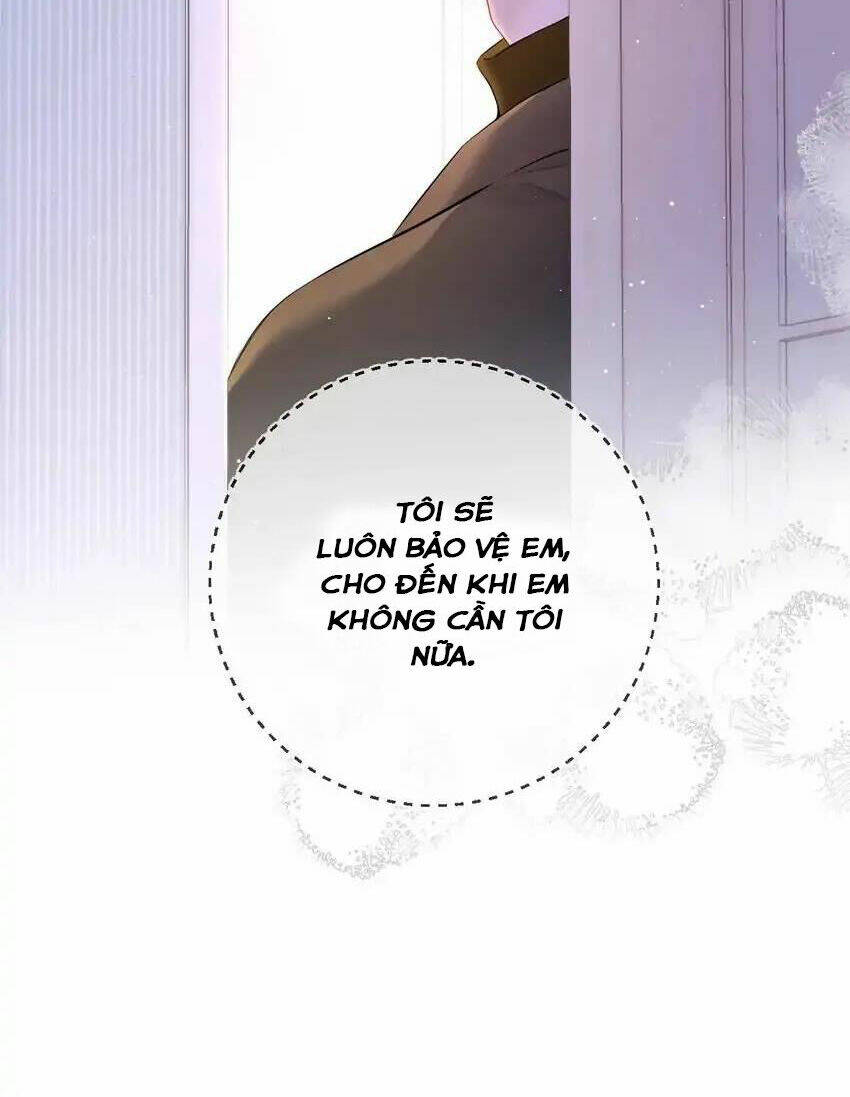 TÔI SẼ
LUÔN BẢO VỆ EM,
CHO ĐẾN KHI EM
KHÔNG CẦN TÔI
NỮA.